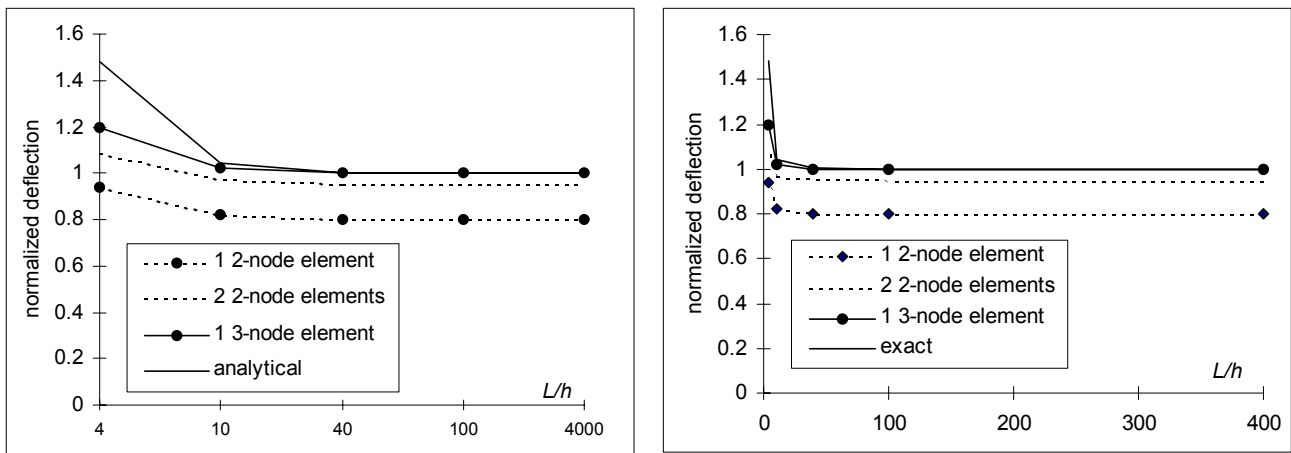 normalized deflection
1.6
1.4
1.2
1
0.8
0.6
0.4
0.2
0
1 2-node element
2 2-node elements
1 3-node element
analytical
L/h
4 10 40 100 4000
normalized deflection
1.6
1.4
1.2
1
0.8
0.6
0.4
0.2
0
1 2-node element
2 2-node elements
1 3-node element
exact
L/h
0 100 200 300 400